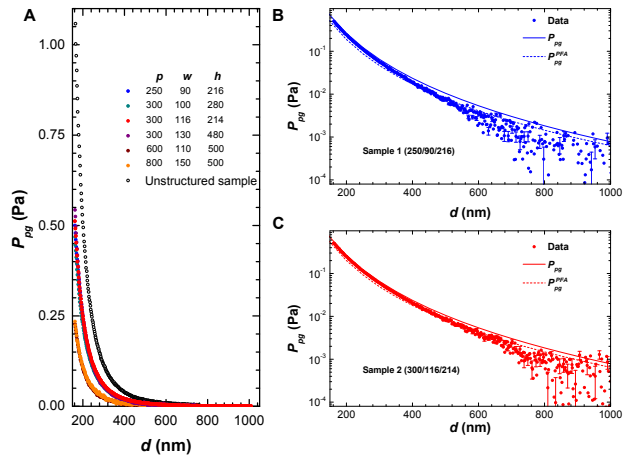 A
P_pg (Pa)
1.00
0.75
0.50
0.25
0.00
p w h
250 90 216
300 100 280
300 116 214
300 130 480
600 110 500
800 150 500
Unstructured sample
200 400 600 800 1000
d (nm)
B
P_pg (Pa)
10^-1
10^-2
10^-3
10^-4
Data
P_pg
P_pg^PFA
Sample 1 (250/90/216)
200 400 600 800 1000
d (nm)
C
P_pg (Pa)
10^-1
10^-2
10^-3
10^-4
Data
P_pg
P_pg^PFA
Sample 2 (300/116/214)
200 400 600 800 1000
d (nm)